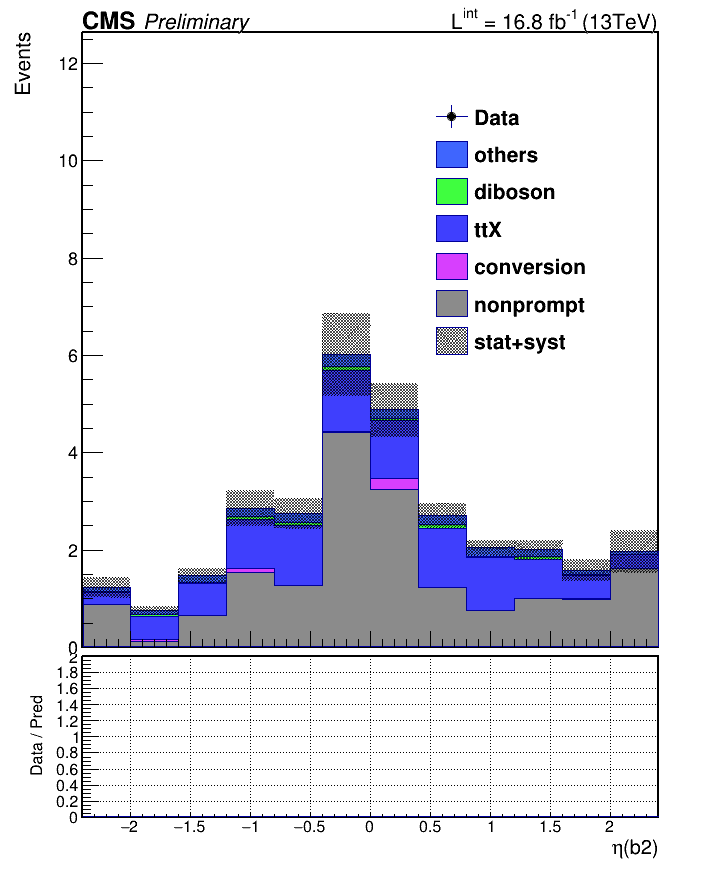 CMS Preliminary L^int = 16.8 fb^-1 (13TeV)
Events
12
10
8
6
4
2
0
Data
others
diboson
ttX
conversion
nonprompt
stat+syst
Data / Pred
2
1.8
1.6
1.4
1.2
1
0.8
0.6
0.4
0.2
0
−2 −1.5 −1 −0.5 0 0.5 1 1.5 2
η(b2)